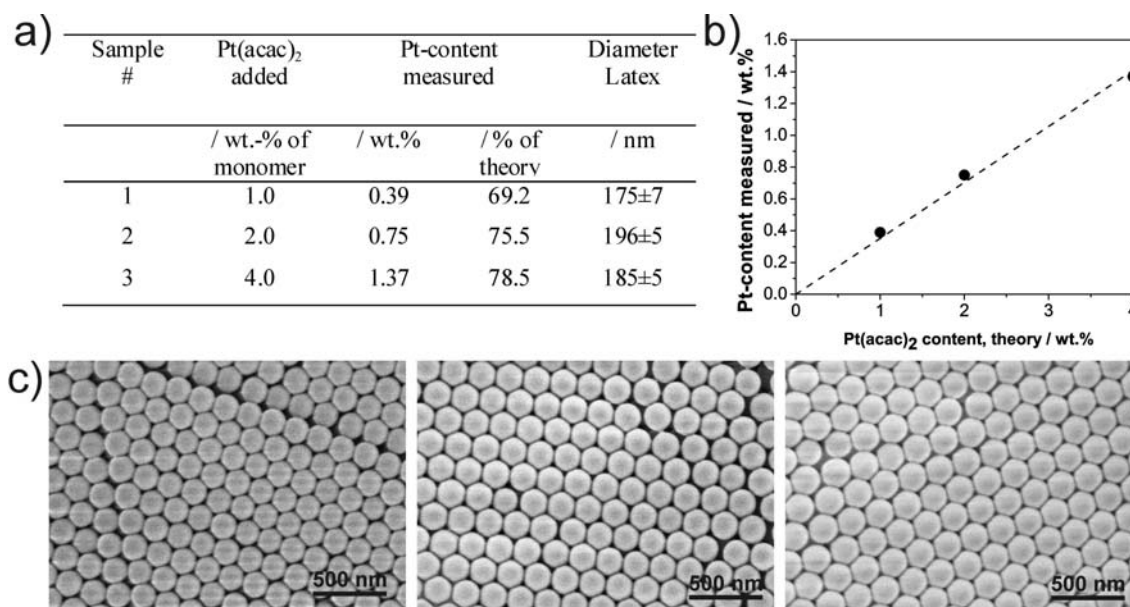 a)
Sample Pt(acac)₂ Pt-content Diameter
# added measured Latex
/ wt.-% of / wt.% / % of / nm
monomer theory
1 1.0 0.39 69.2 175±7
2 2.0 0.75 75.5 196±5
3 4.0 1.37 78.5 185±5
b)
Pt-content measured / wt.%
1.6
1.4
1.2
1.0
0.8
0.6
0.4
0.2
0.0
0 1 2 3 4
Pt(acac)₂ content, theory / wt.%
c)
500 nm
500 nm
500 nm